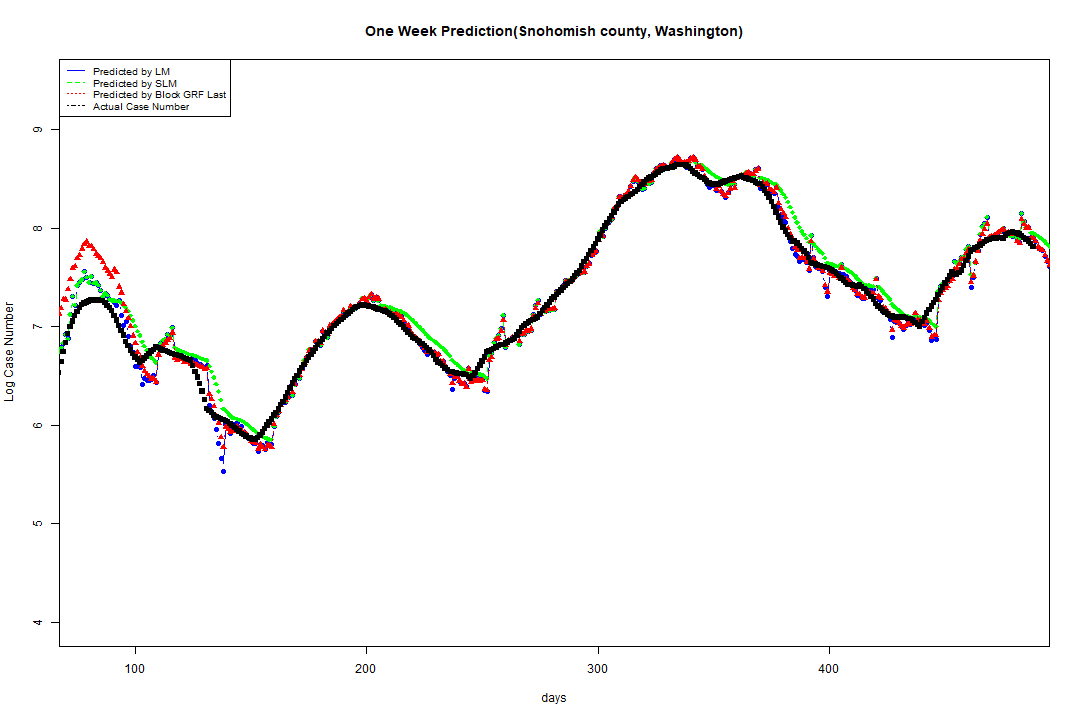 One Week Prediction(Snohomish county, Washington)
Predicted by LM
Predicted by SLM
Predicted by Block GRF Last
Actual Case Number
Log Case Number
9
8
7
6
5
4
100
200
300
400
days